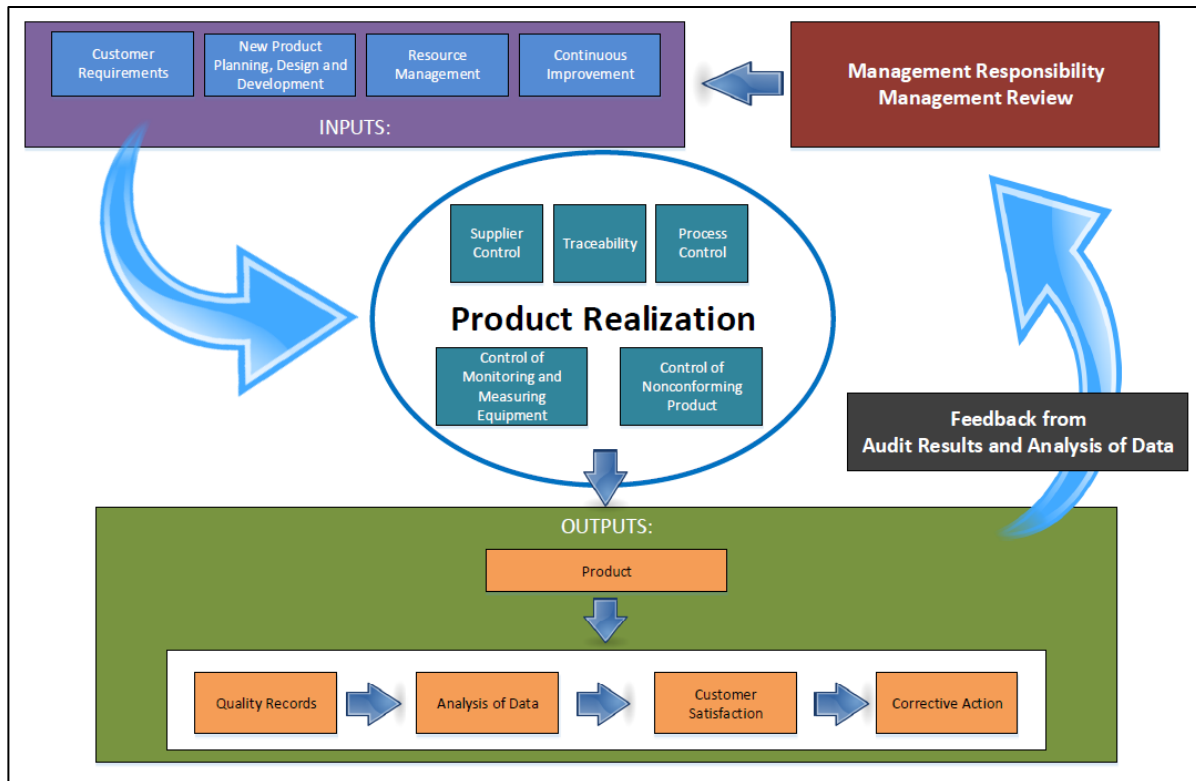 Customer
Requirements
New Product
Planning, Design and
Development
Resource
Management
Continuous
Improvement
INPUTS:
Management Responsibility
Management Review
Supplier
Control
Traceability
Process
Control
Product Realization
Control of
Monitoring and
Measuring
Equipment
Control of
Nonconforming
Product
Feedback from
Audit Results and Analysis of Data
OUTPUTS:
Product
Quality Records
Analysis of Data
Customer
Satisfaction
Corrective Action